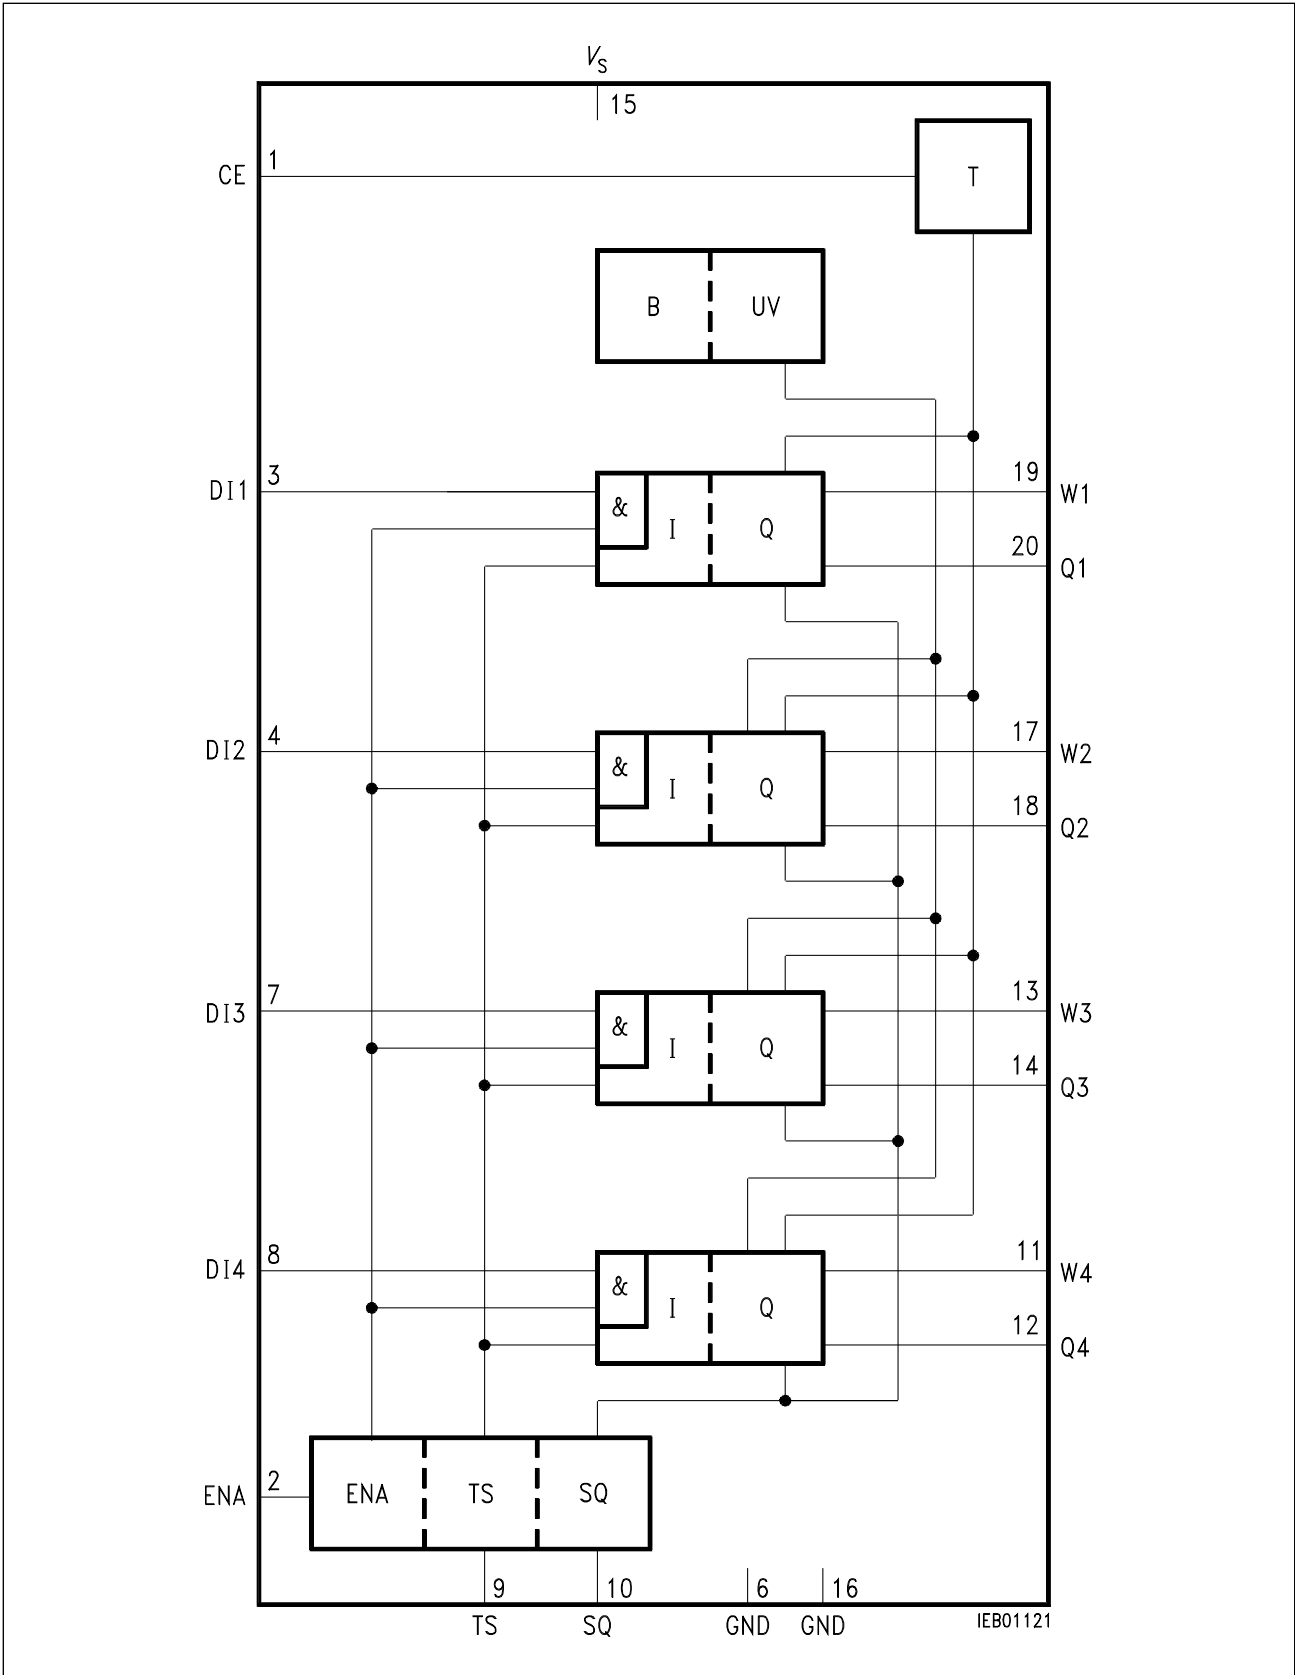 VS
15
CE 1
T
B UV
DI1 3
& I Q
19 W1
20 Q1
DI2 4
& I Q
17 W2
18 Q2
DI3 7
& I Q
13 W3
14 Q3
DI4 8
& I Q
11 W4
12 Q4
ENA 2
ENA TS SQ
9 10 6 16
TS SQ GND GND
IEB01121